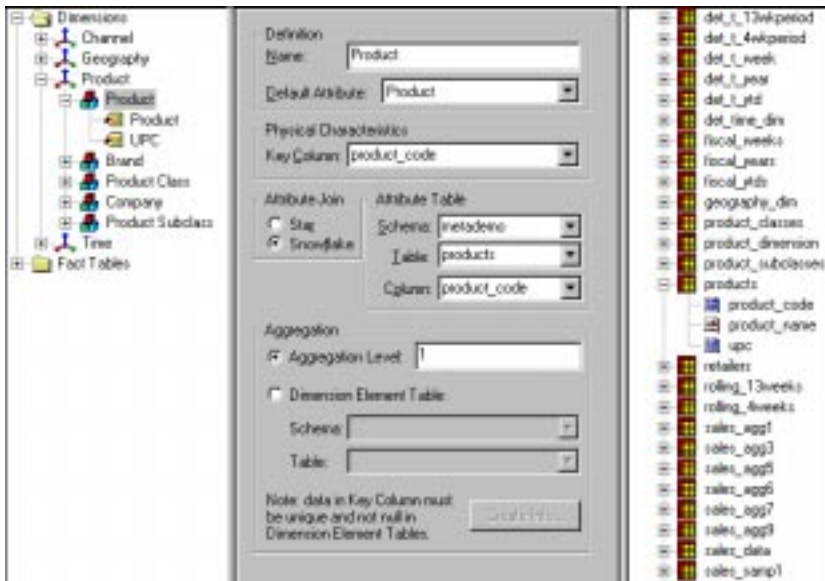 Dimensions
Channel
Geography
Product
Product
Product
UPC
Brand
Product Class
Company
Product Subclass
Time
Fact Tables
Definition
Name: Product
Default Attribute: Product
Physical Characteristics
Key Column: product_code
Attribute Join
Star
Snowflake
Attribute Table
Schema: metademo
Table: products
Column: product_code
Aggregation
Aggregation Level: 1
Dimension Element Table:
Schema:
Table:
Note: data in Key Column must
be unique and not null in
Dimension Element Tables.
det_t_13wkperiod
det_t_4wkperiod
det_t_week
det_t_year
det_t_ytd
det_time_dim
fiscal_weeks
fiscal_years
fiscal_ytds
geography_dim
product_classes
product_dimension
product_subclasses
products
product_code
product_name
upc
retailers
rolling_13weeks
rolling_4weeks
sales_agg1
sales_agg3
sales_agg5
sales_agg6
sales_agg7
sales_agg9
sales_data
sales_samp1